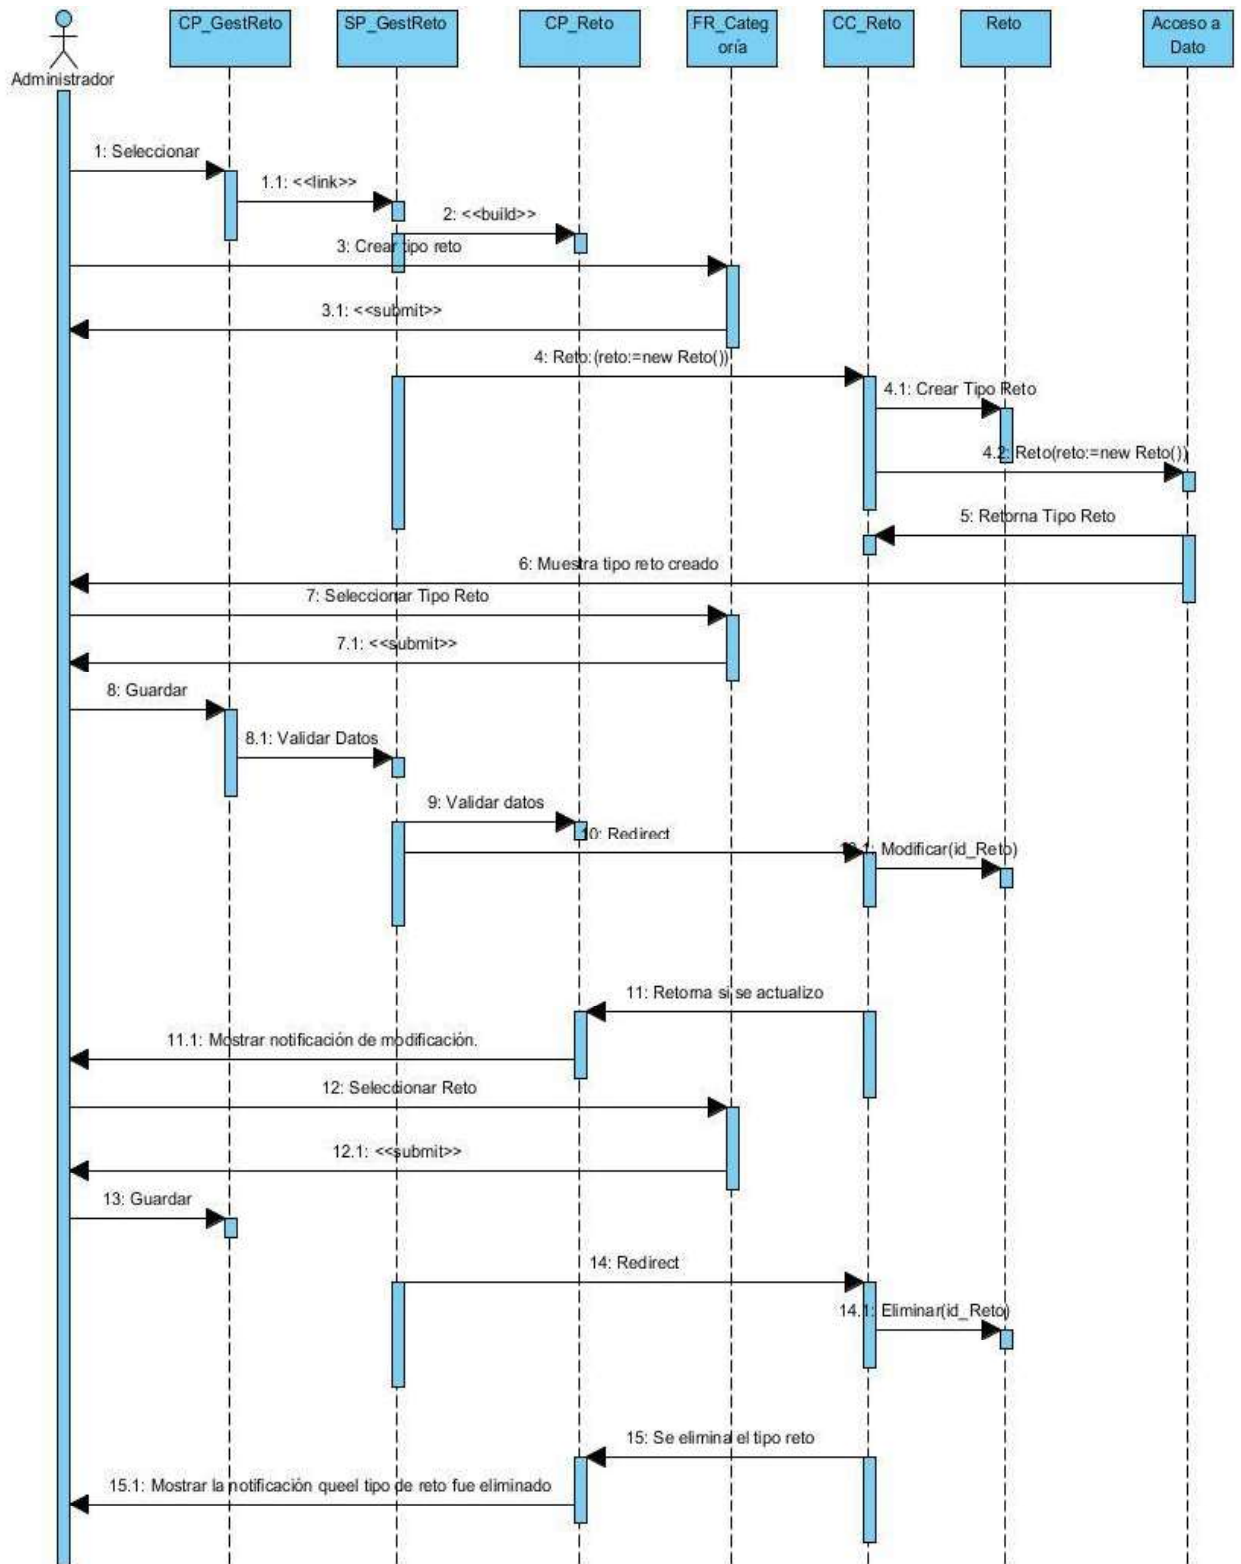 CP_GestReto
SP_GestReto
CP_Reto
FR_Categ
oría
CC_Reto
Reto
Acceso a
Dato
Administrador
1: Seleccionar
1.1: <<link>>
2: <<build>>
3: Crear tipo reto
3.1: <<submit>>
4: Reto:(reto:=new Reto())
4.1: Crear Tipo Reto
4.2: Reto(reto:=new Reto())
5: Retorna Tipo Reto
6: Muestra tipo reto creado
7: Seleccionar Tipo Reto
7.1: <<submit>>
8: Guardar
8.1: Validar Datos
9: Validar datos
10: Redirect
10.1: Modificar(id_Reto)
11: Retorna si se actualizo
11.1: Mostrar notificación de modificación.
12: Seleccionar Reto
12.1: <<submit>>
13: Guardar
14: Redirect
14.1: Eliminar(id_Reto)
15: Se elimina el tipo reto
15.1: Mostrar la notificación queel tipo de reto fue eliminado